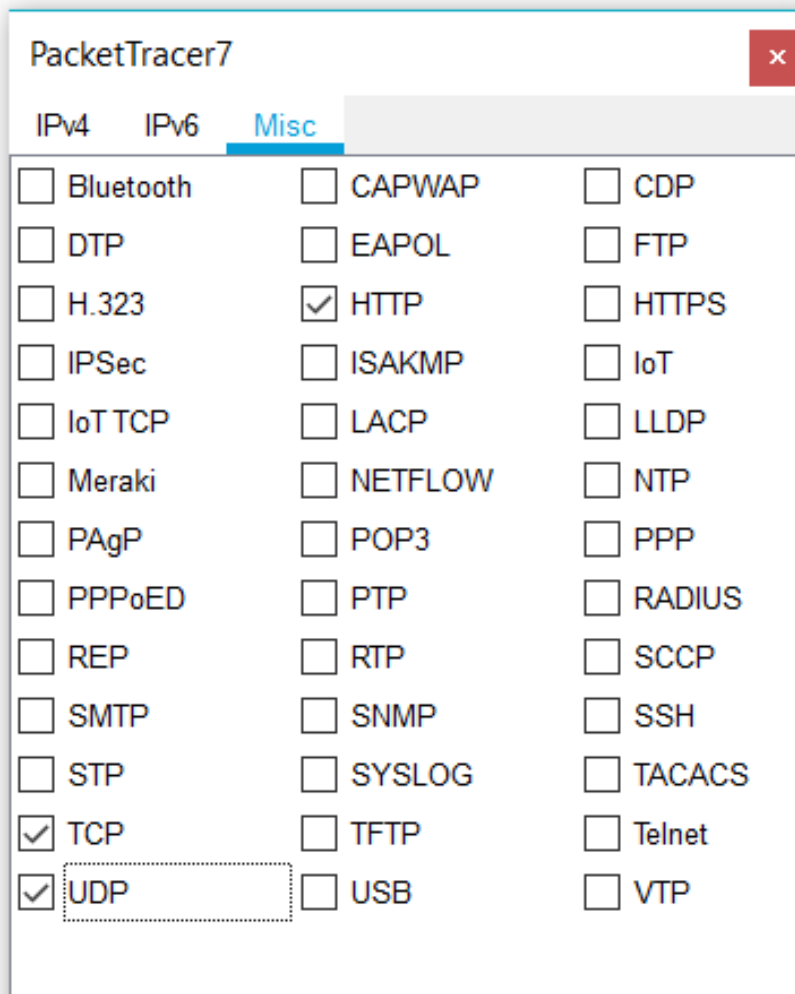 PacketTracer7
IPv4 IPv6 Misc
Bluetooth CAPWAP CDP
DTP EAPOL FTP
H.323 HTTP HTTPS
IPSec ISAKMP IoT
IoT TCP LACP LLDP
Meraki NETFLOW NTP
PAgP POP3 PPP
PPPoED PTP RADIUS
REP RTP SCCP
SMTP SNMP SSH
STP SYSLOG TACACS
TCP TFTP Telnet
UDP USB VTP